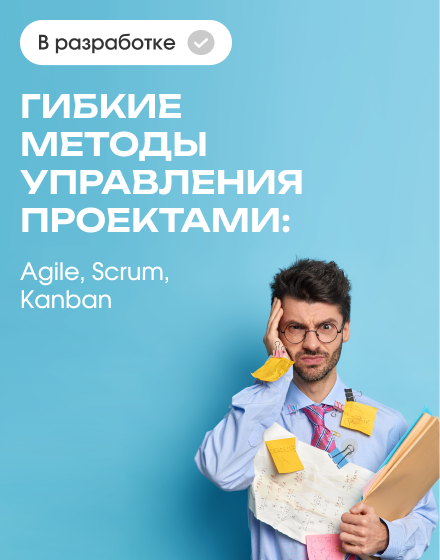 В разработке
ГИБКИЕ
МЕТОДЫ
УПРАВЛЕНИЯ
ПРОЕКТАМИ:
Agile, Scrum,
Kanban